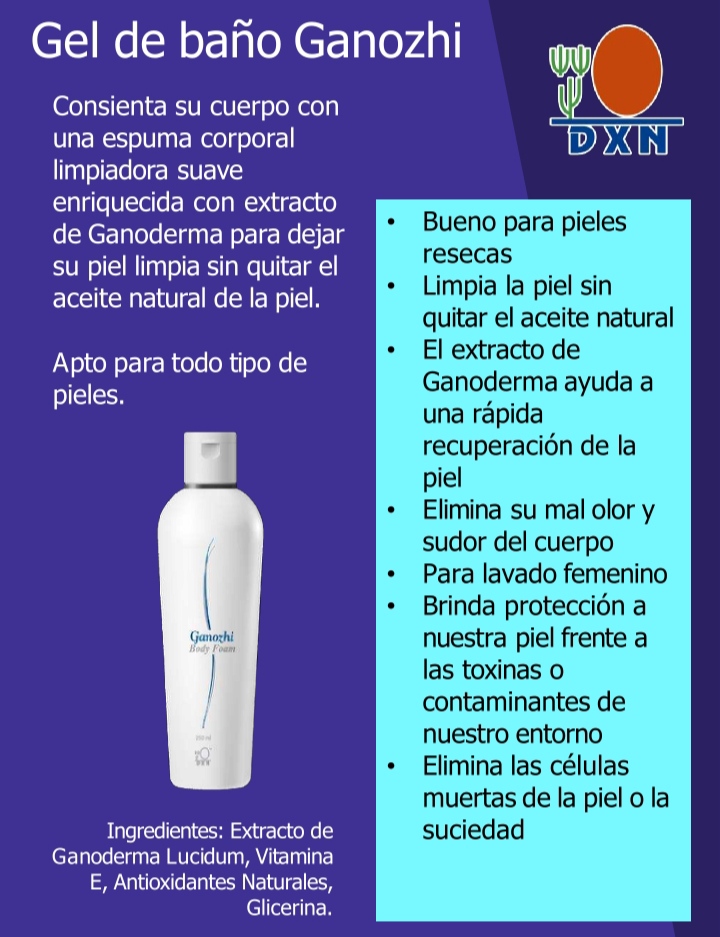 Gel de baño Ganozhi
DXN
Consienta su cuerpo con
una espuma corporal
limpiadora suave
enriquecida con extracto
de Ganoderma para dejar
su piel limpia sin quitar el
aceite natural de la piel.
Apto para todo tipo de
pieles.
Ganozhi
Body Foam
250 ml
DXN
Ingredientes: Extracto de
Ganoderma Lucidum, Vitamina
E, Antioxidantes Naturales,
Glicerina.
• Bueno para pieles
resecas
• Limpia la piel sin
quitar el aceite natural
• El extracto de
Ganoderma ayuda a
una rápida
recuperación de la
piel
• Elimina su mal olor y
sudor del cuerpo
• Para lavado femenino
• Brinda protección a
nuestra piel frente a
las toxinas o
contaminantes de
nuestro entorno
• Elimina las células
muertas de la piel o la
suciedad